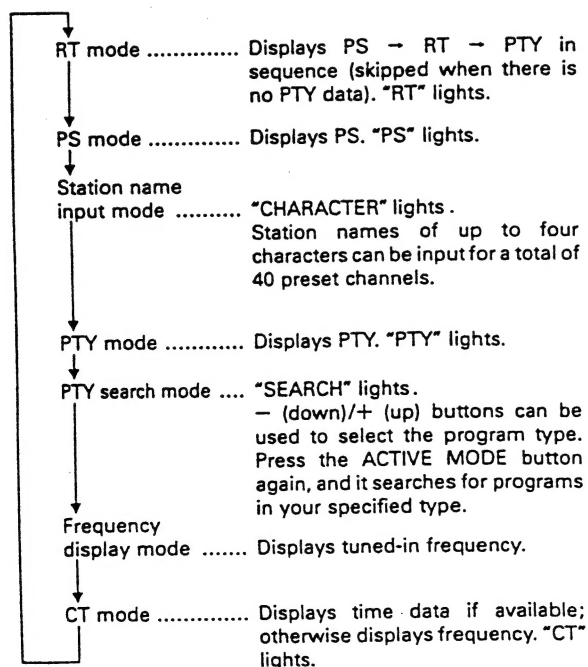 RT mode .............. Displays PS → RT → PTY in
sequence (skipped when there is
no PTY data). "RT" lights.
PS mode .............. Displays PS. "PS" lights.
Station name
input mode .......... "CHARACTER" lights.
Station names of up to four
characters can be input for a total of
40 preset channels.
PTY mode ............ Displays PTY. "PTY" lights.
PTY search mode .... "SEARCH" lights.
− (down)/+ (up) buttons can be
used to select the program type.
Press the ACTIVE MODE button
again, and it searches for programs
in your specified type.
Frequency
display mode ....... Displays tuned-in frequency.
CT mode .............. Displays time data if available;
otherwise displays frequency. "CT"
lights.